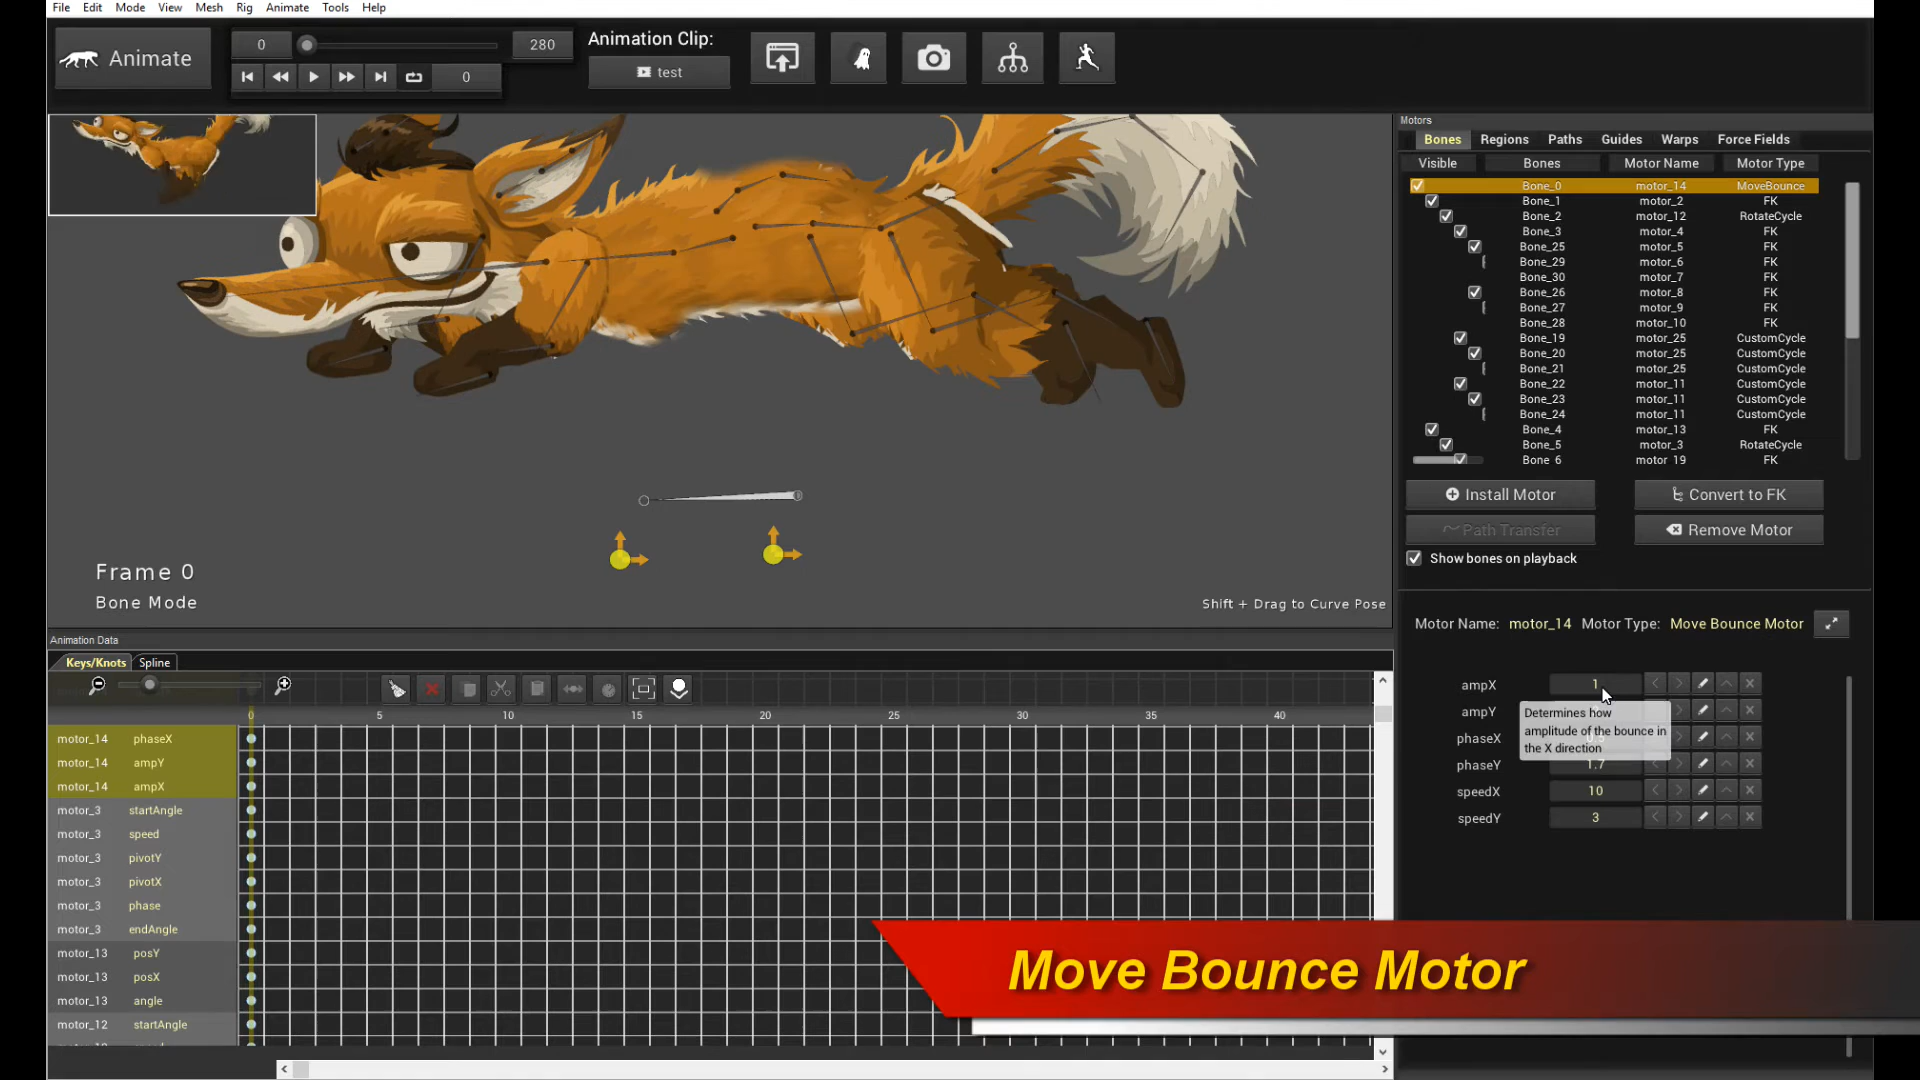 File Edit Mode View Mesh Rig Animate Tools Help
Animate
0 280
0
Animation Clip:
test
Motors
Bones Regions Paths Guides Warps Force Fields
Visible Bones Motor Name Motor Type
Bone_0 motor_14 MoveBounce
Bone_1 motor_2 FK
Bone_2 motor_12 RotateCycle
Bone_3 motor_4 FK
Bone_25 motor_5 FK
Bone_29 motor_6 FK
Bone_30 motor_7 FK
Bone_26 motor_8 FK
Bone_27 motor_9 FK
Bone_28 motor_10 FK
Bone_19 motor_25 CustomCycle
Bone_20 motor_25 CustomCycle
Bone_21 motor_25 CustomCycle
Bone_22 motor_11 CustomCycle
Bone_23 motor_11 CustomCycle
Bone_24 motor_11 CustomCycle
Bone_4 motor_13 FK
Bone_5 motor_3 RotateCycle
Bone 6 motor 19 FK
Install Motor Convert to FK
Path Transfer Remove Motor
Show bones on playback
Frame 0
Bone Mode
Shift + Drag to Curve Pose
Motor Name: motor_14 Motor Type: Move Bounce Motor
ampX 1
ampY
phaseX
phaseY 1.7
speedX 10
speedY 3
Determines how
amplitude of the bounce in
the X direction
Animation Data
Keys/Knots Spline
0 5 10 15 20 25 30 35 40
motor_14 phaseX
motor_14 ampY
motor_14 ampX
motor_3 startAngle
motor_3 speed
motor_3 pivotY
motor_3 pivotX
motor_3 phase
motor_3 endAngle
motor_13 posY
motor_13 posX
motor_13 angle
motor_12 startAngle
Move Bounce Motor